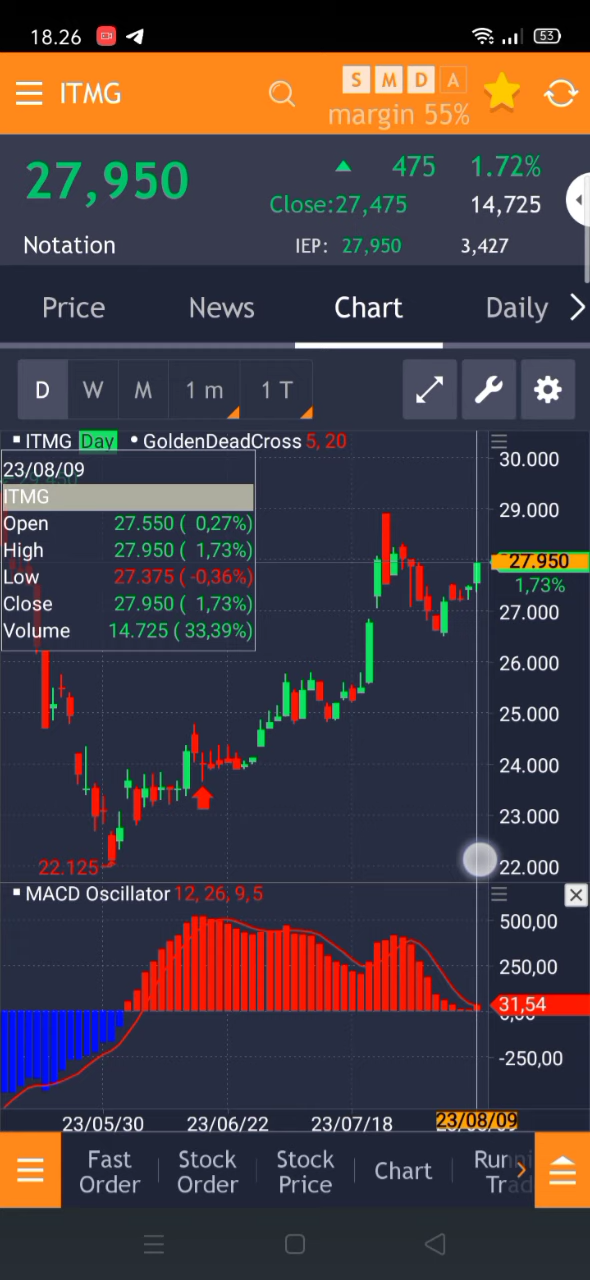 18.26
53
ITMG
S M D A
margin 55%
27,950
▲ 475 1.72%
Close:27,475 14,725
Notation
IEP: 27,950 3,427
Price News Chart Daily
D W M 1 m 1 T
ITMG Day GoldenDeadCross 5, 20
23/08/09
ITMG
Open 27.550 ( 0,27%)
High 27.950 ( 1,73%)
Low 27.375 ( -0,36%)
Close 27.950 ( 1,73%)
Volume 14.725 ( 33,39%)
30.000
29.000
27.950
1,73%
27.000
26.000
25.000
24.000
23.000
22.000
22.125
MACD Oscillator 12, 26, 9,5
500,00
250,00
31,54
-250,00
23/05/30 23/06/22 23/07/18 23/08/09
Fast Order
Stock Order
Stock Price
Chart